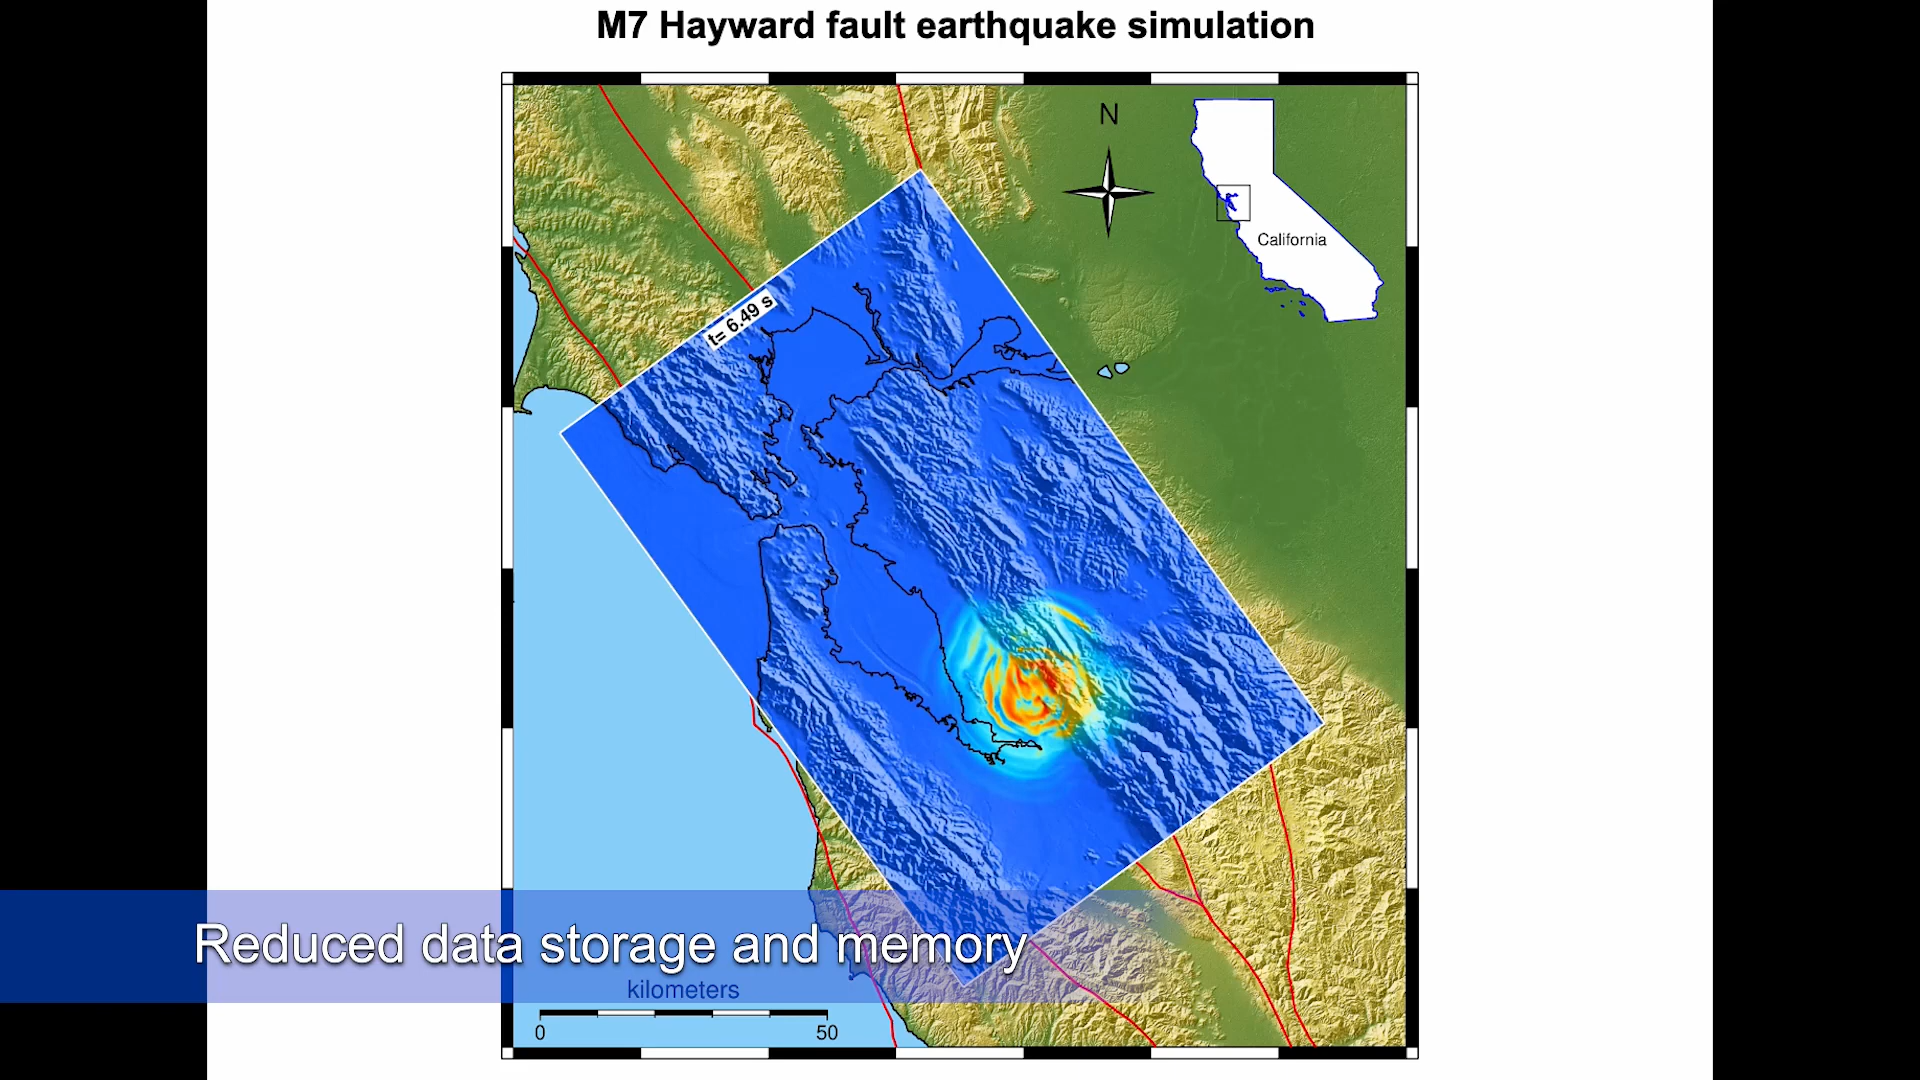 M7 Hayward fault earthquake simulation
N
California
t= 6.49 s
Reduced data storage and memory
kilometers
0 50